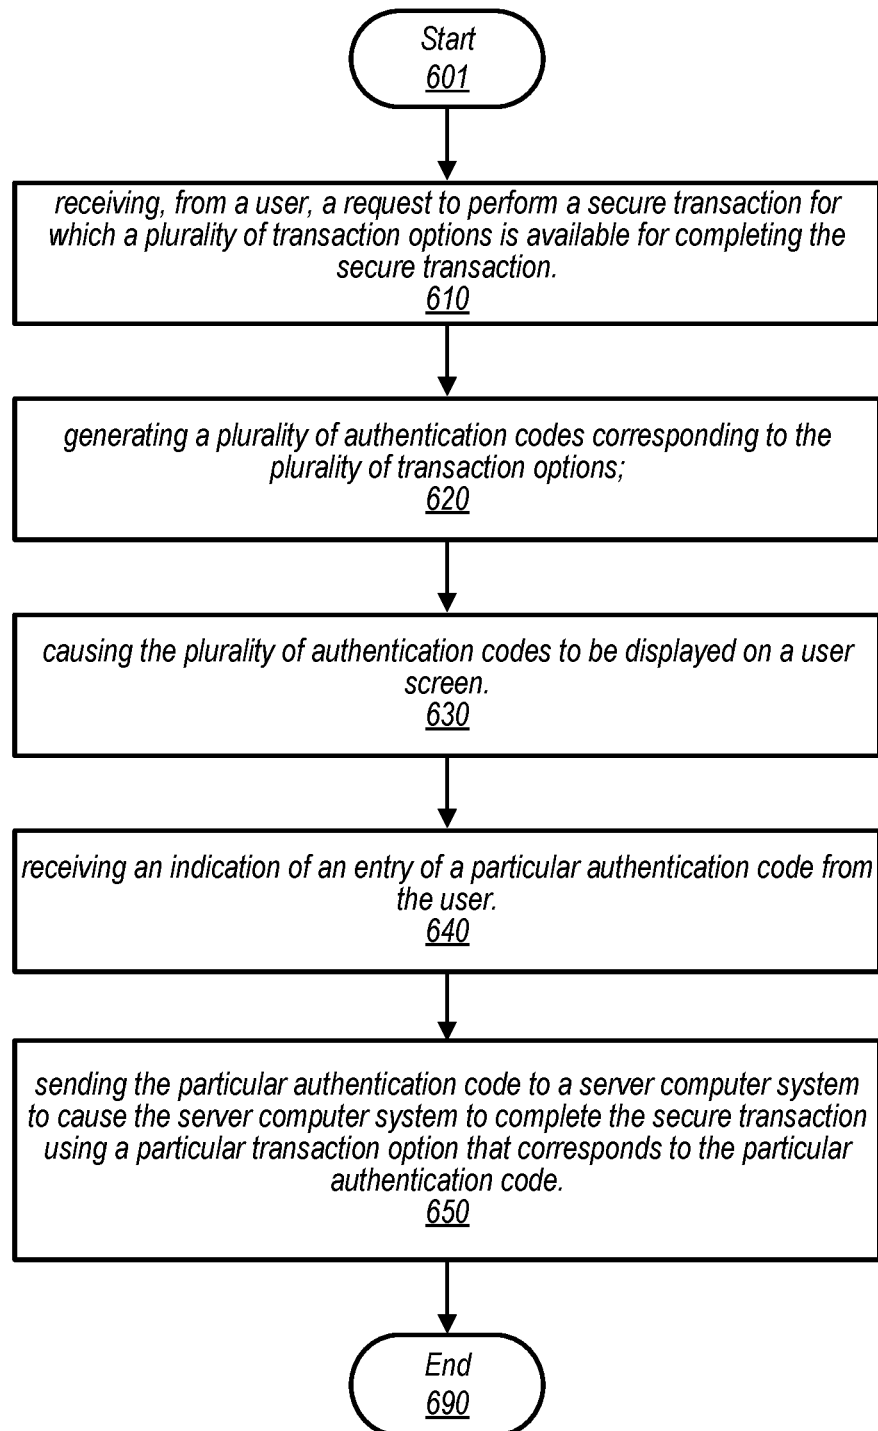 Start
601
receiving, from a user, a request to perform a secure transaction for
which a plurality of transaction options is available for completing the
secure transaction.
610
generating a plurality of authentication codes corresponding to the
plurality of transaction options;
620
causing the plurality of authentication codes to be displayed on a user
screen.
630
receiving an indication of an entry of a particular authentication code from
the user.
640
sending the particular authentication code to a server computer system
to cause the server computer system to complete the secure transaction
using a particular transaction option that corresponds to the particular
authentication code.
650
End
690